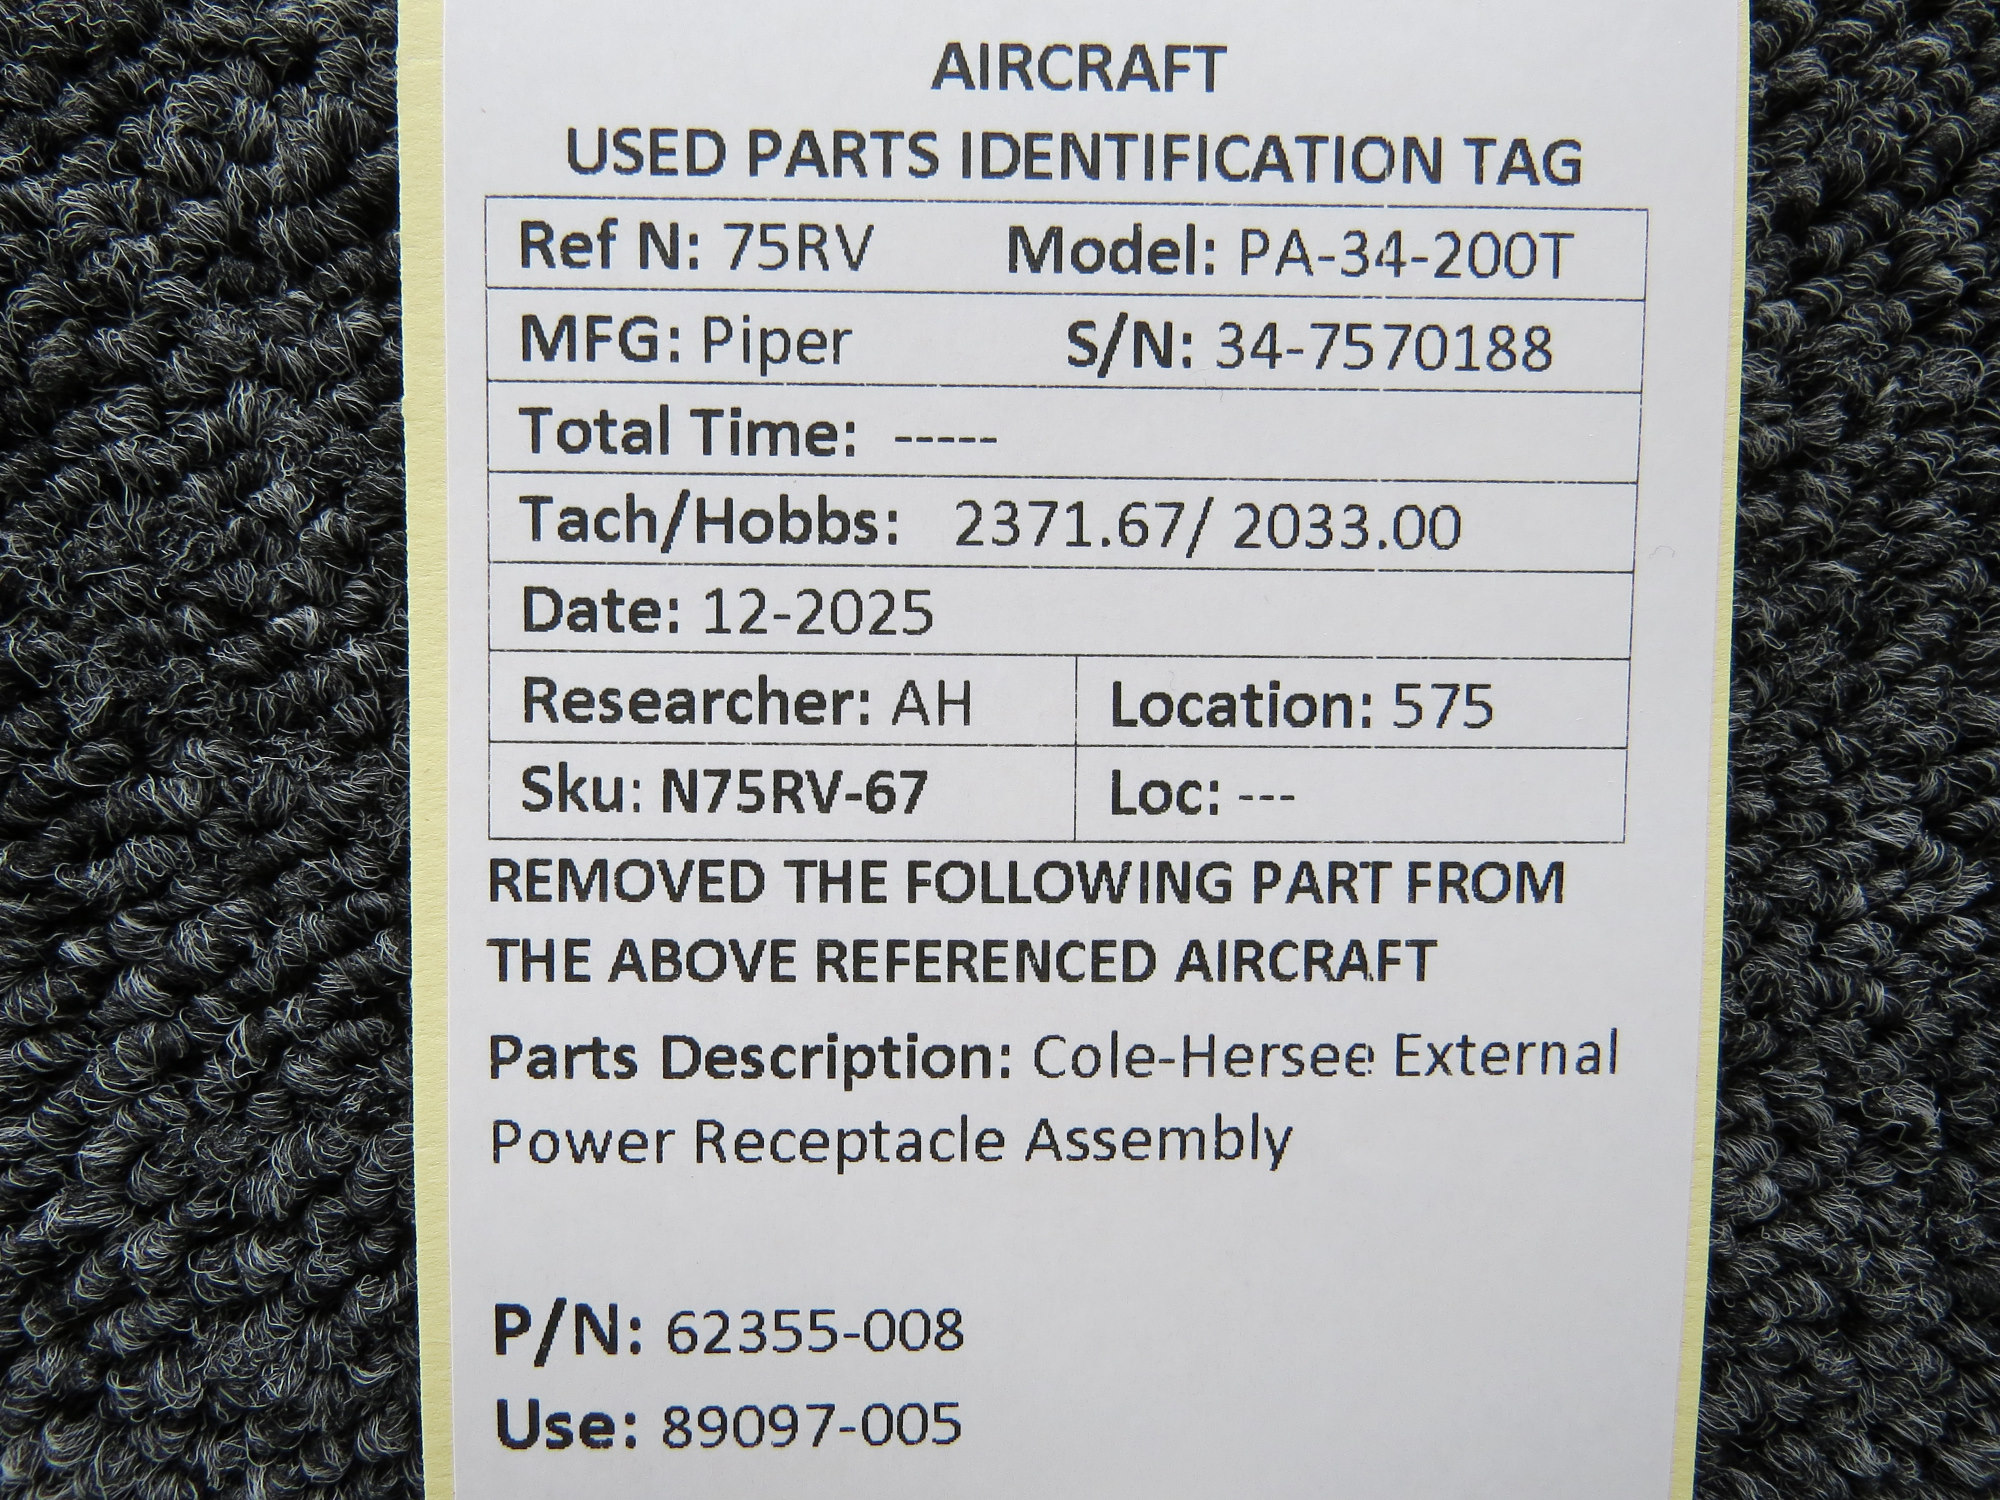 AIRCRAFT
USED PARTS IDENTIFICATION TAG
Ref N: 75RV Model: PA-34-200T
MFG: Piper S/N: 34-7570188
Total Time: -----
Tach/Hobbs: 2371.67/ 2033.00
Date: 12-2025
Researcher: AH Location: 575
Sku: N75RV-67 Loc: ---
REMOVED THE FOLLOWING PART FROM
THE ABOVE REFERENCED AIRCRAFT
Parts Description: Cole-Hersee External
Power Receptacle Assembly
P/N: 62355-008
Use: 89097-005